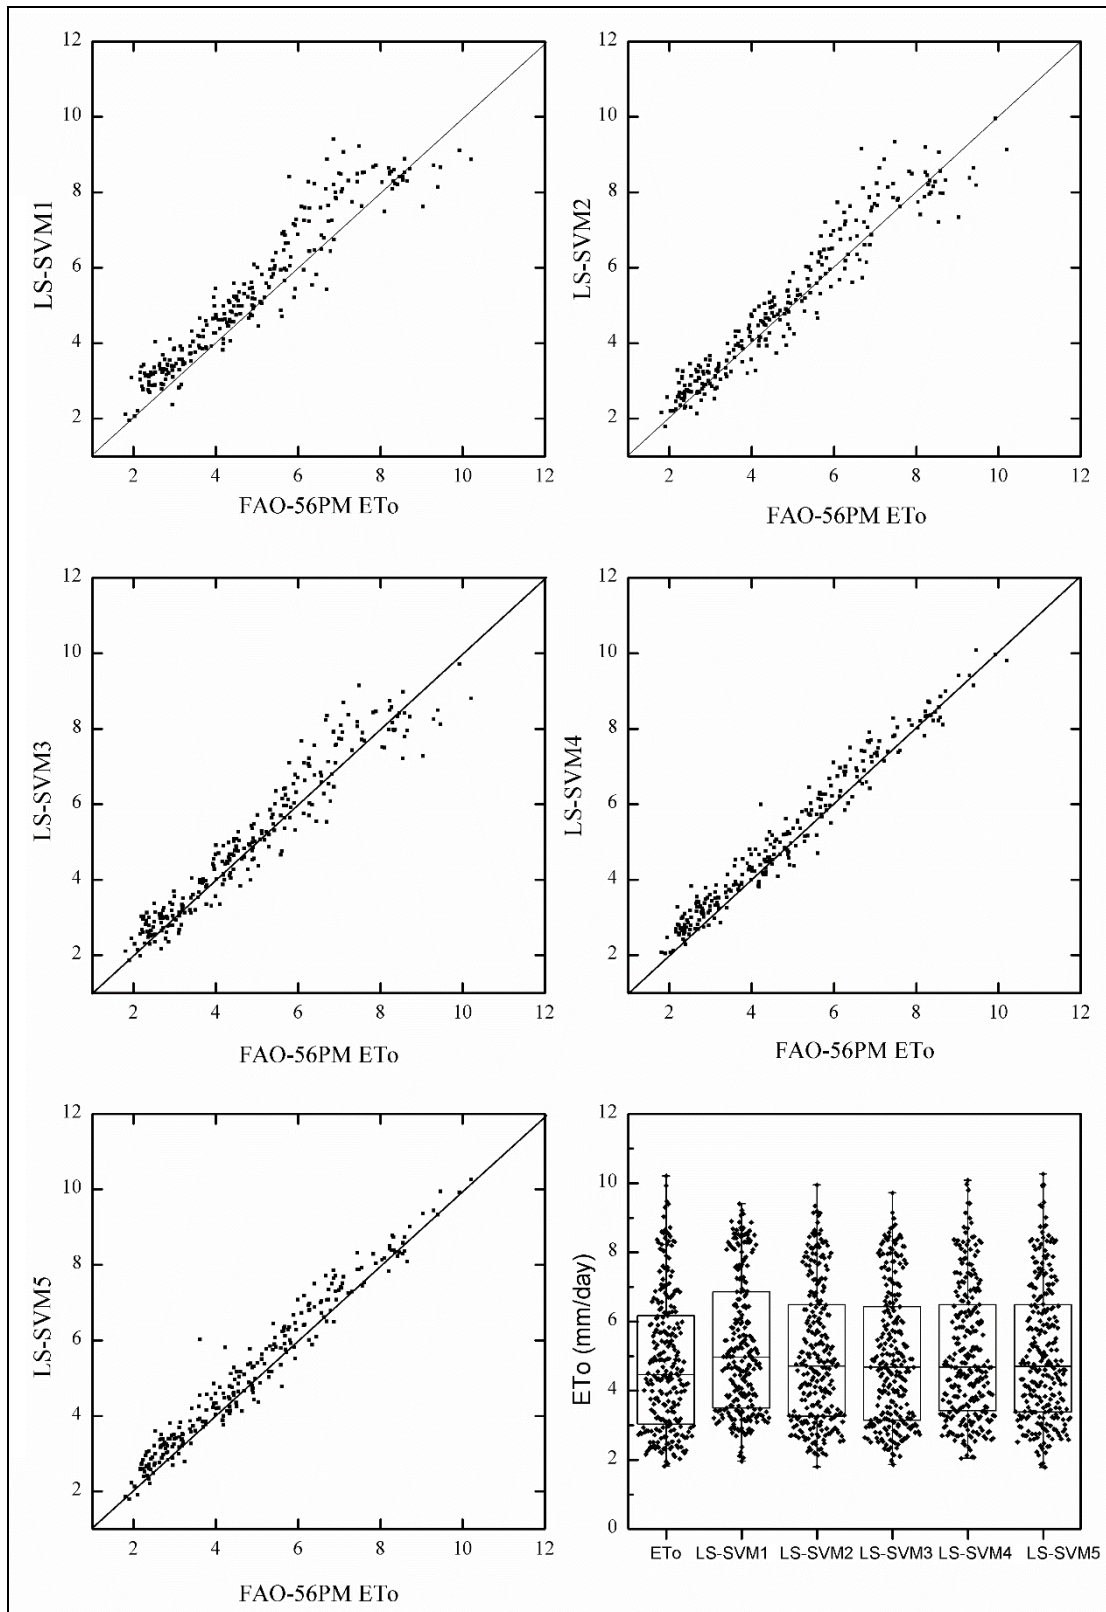 12
10
8
6
4
2
LS-SVM1
2 4 6 8 10 12
FAO-56PM ETo
12
10
8
6
4
2
LS-SVM2
2 4 6 8 10 12
FAO-56PM ETo
12
10
8
6
4
2
LS-SVM3
2 4 6 8 10 12
FAO-56PM ETo
12
10
8
6
4
2
LS-SVM4
2 4 6 8 10 12
FAO-56PM ETo
12
10
8
6
4
2
LS-SVM5
2 4 6 8 10 12
FAO-56PM ETo
12
10
8
6
4
2
0
ETo (mm/day)
ETo LS-SVM1 LS-SVM2 LS-SVM3 LS-SVM4 LS-SVM5